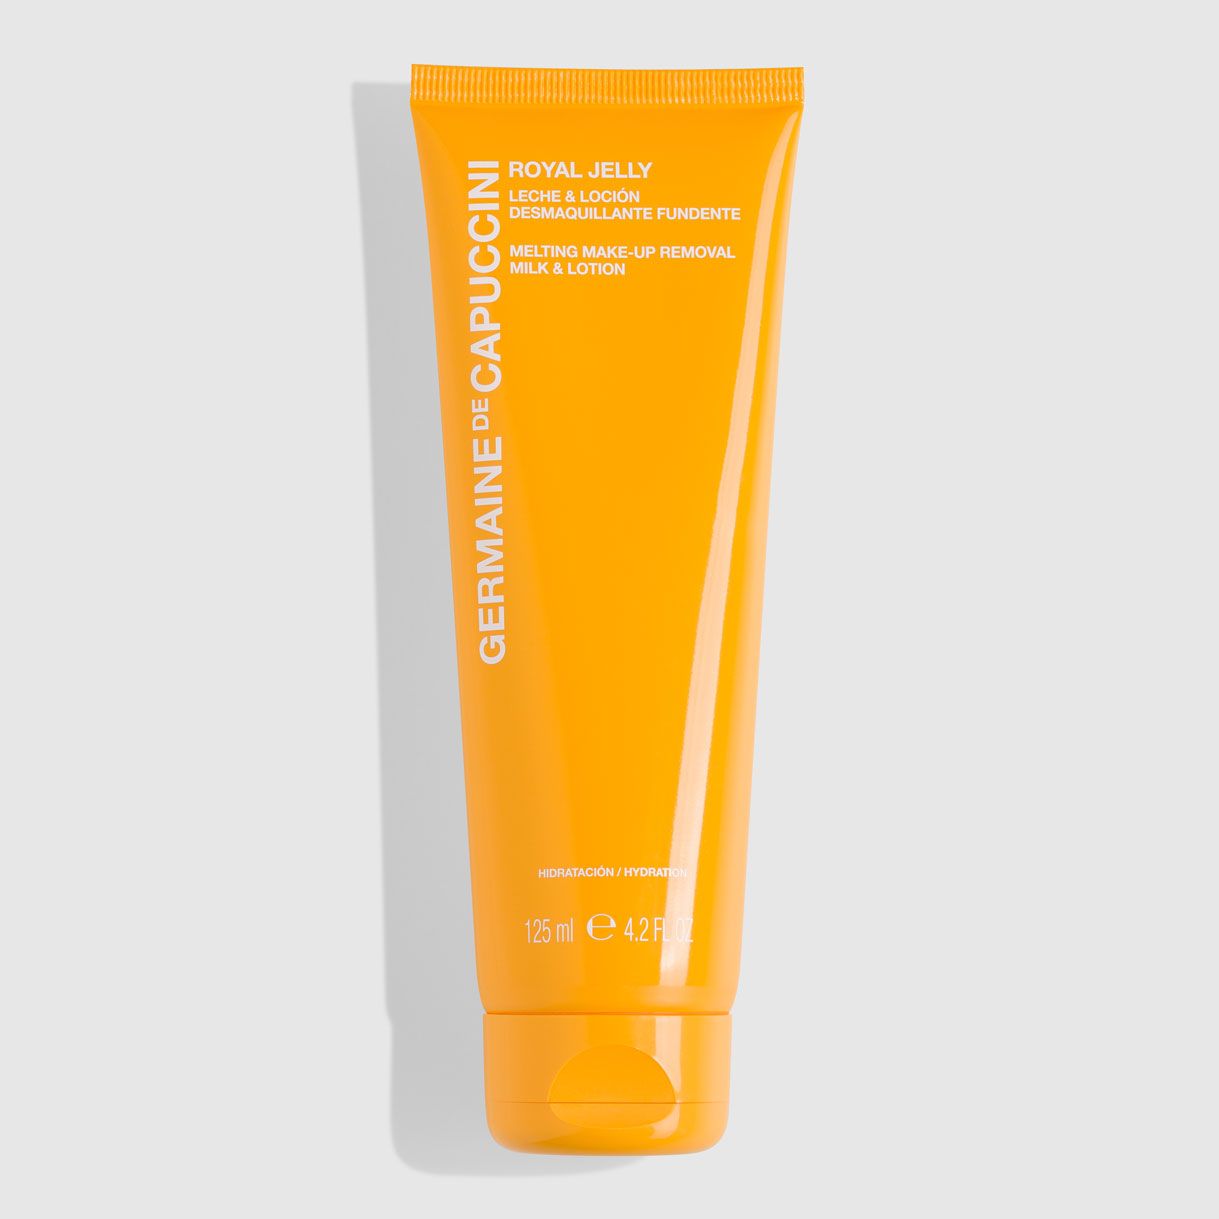 GERMAINE DE CAPUCCINI
ROYAL JELLY
LECHE & LOCIÓN
DESMAQUILLANTE FUNDENTE
MELTING MAKE-UP REMOVAL
MILK & LOTION
HIDRATACIÓN / HYDRATION
125 ml ℮ 4.2 FL OZ